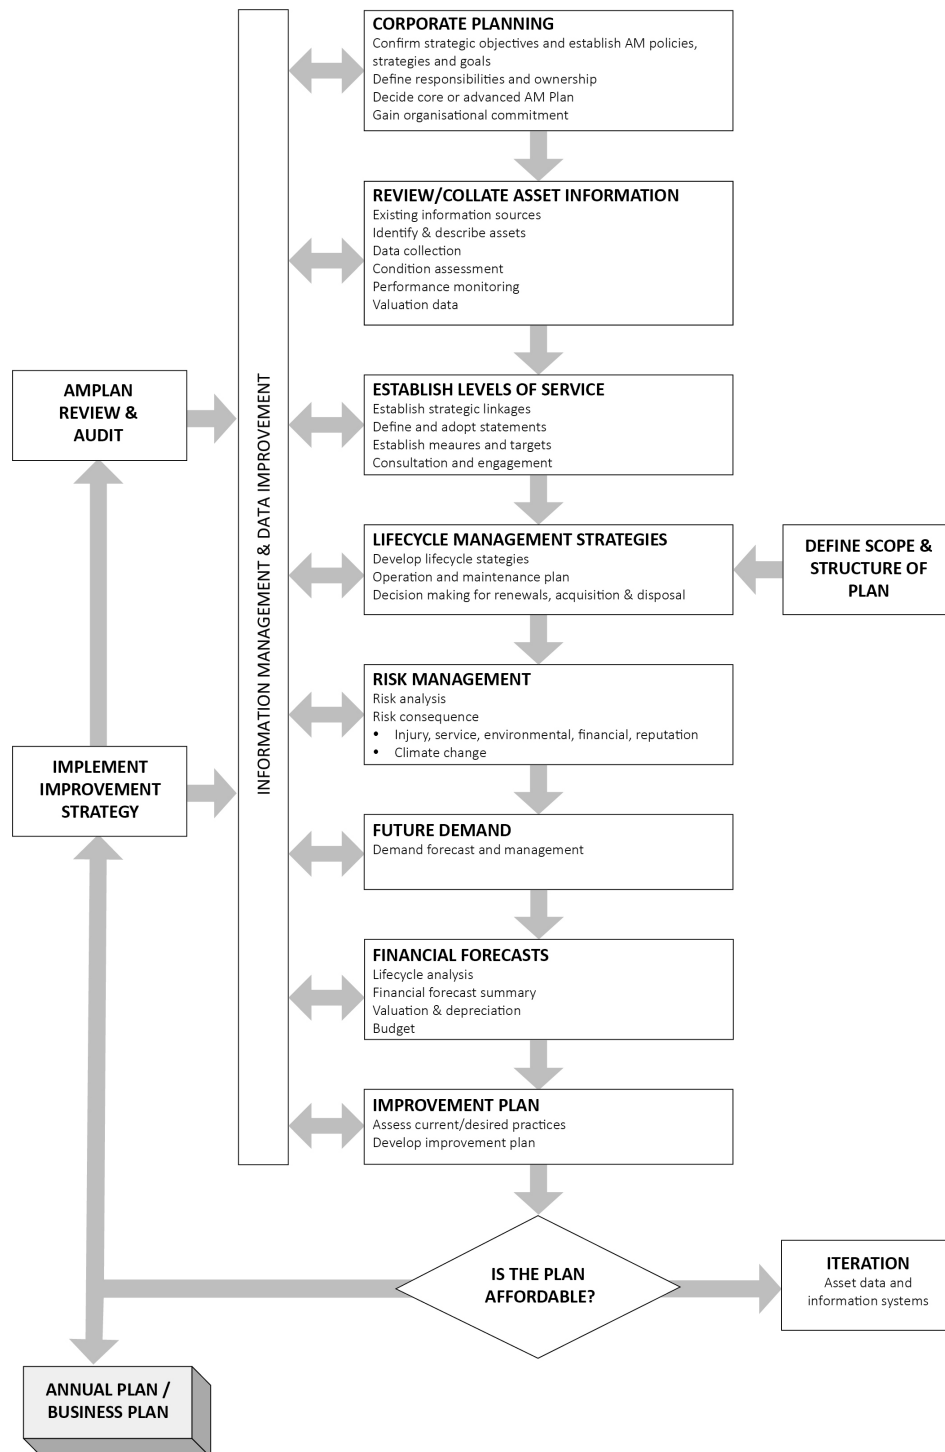 CORPORATE PLANNING
Confirm strategic objectives and establish AM policies,
strategies and goals
Define responsibilities and ownership
Decide core or advanced AM Plan
Gain organisational commitment
REVIEW/COLLATE ASSET INFORMATION
Existing information sources
Identify & describe assets
Data collection
Condition assessment
Performance monitoring
Valuation data
AMPLAN
REVIEW &
AUDIT
INFORMATION MANAGEMENT & DATA IMPROVEMENT
ESTABLISH LEVELS OF SERVICE
Establish strategic linkages
Define and adopt statements
Establish meaures and targets
Consultation and engagement
LIFECYCLE MANAGEMENT STRATEGIES
Develop lifecycle stategies
Operation and maintenance plan
Decision making for renewals, acquisition & disposal
DEFINE SCOPE &
STRUCTURE OF
PLAN
RISK MANAGEMENT
Risk analysis
Risk consequence
• Injury, service, environmental, financial, reputation
• Climate change
IMPLEMENT
IMPROVEMENT
STRATEGY
FUTURE DEMAND
Demand forecast and management
FINANCIAL FORECASTS
Lifecycle analysis
Financial forecast summary
Valuation & depreciation
Budget
IMPROVEMENT PLAN
Assess current/desired practices
Develop improvement plan
IS THE PLAN
AFFORDABLE?
ITERATION
Asset data and
information systems
ANNUAL PLAN /
BUSINESS PLAN